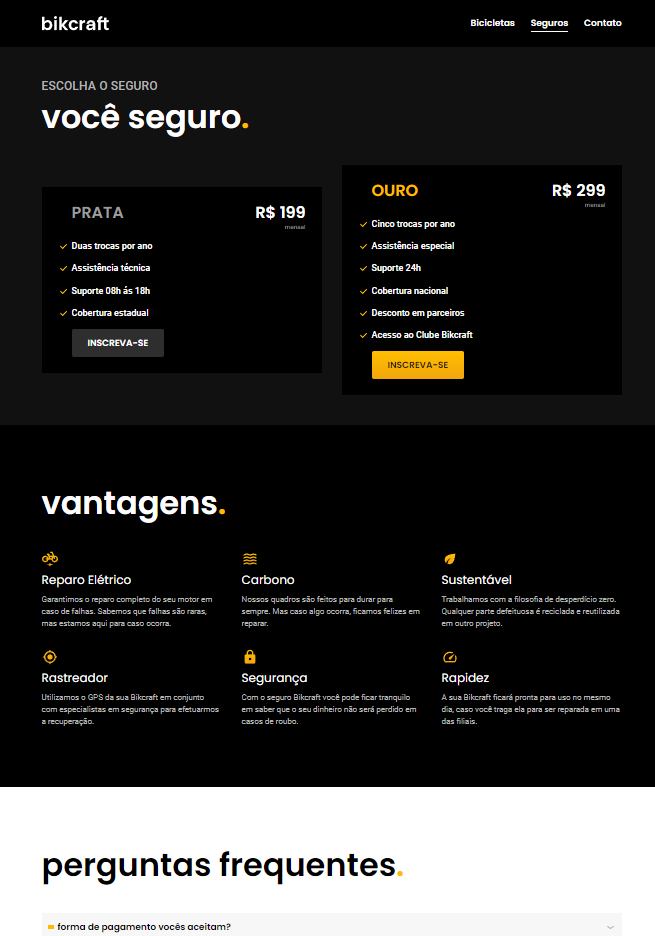 bikcraft
Bicicletas Seguros Contato
ESCOLHA O SEGURO
você seguro.
PRATA
R$ 199
mensal
Duas trocas por ano
Assistência técnica
Suporte 08h ás 18h
Cobertura estadual
INSCREVA-SE
OURO
R$ 299
mensal
Cinco trocas por ano
Assistência especial
Suporte 24h
Cobertura nacional
Desconto em parceiros
Acesso ao Clube Bikcraft
INSCREVA-SE
vantagens.
Reparo Elétrico
Garantimos o reparo completo do seu motor em
caso de falhas. Sabemos que falhas são raras,
mas estamos aqui para caso ocorra.
Carbono
Nossos quadros são feitos para durar para
sempre. Mas caso algo ocorra, ficamos felizes em
reparar.
Sustentável
Trabalhamos com a filosofia de desperdício zero.
Qualquer parte defeituosa é reciclada e reutilizada
em outro projeto.
Rastreador
Utilizamos o GPS da sua Bikcraft em conjunto
com especialistas em segurança para efetuarmos
a recuperação.
Segurança
Com o seguro Bikcraft você pode ficar tranquilo
em saber que o seu dinheiro não será perdido em
casos de roubo.
Rapidez
A sua Bikcraft ficará pronta para uso no mesmo
dia, caso você traga ela para ser reparada em uma
das filiais.
perguntas frequentes.
forma de pagamento vocês aceitam?